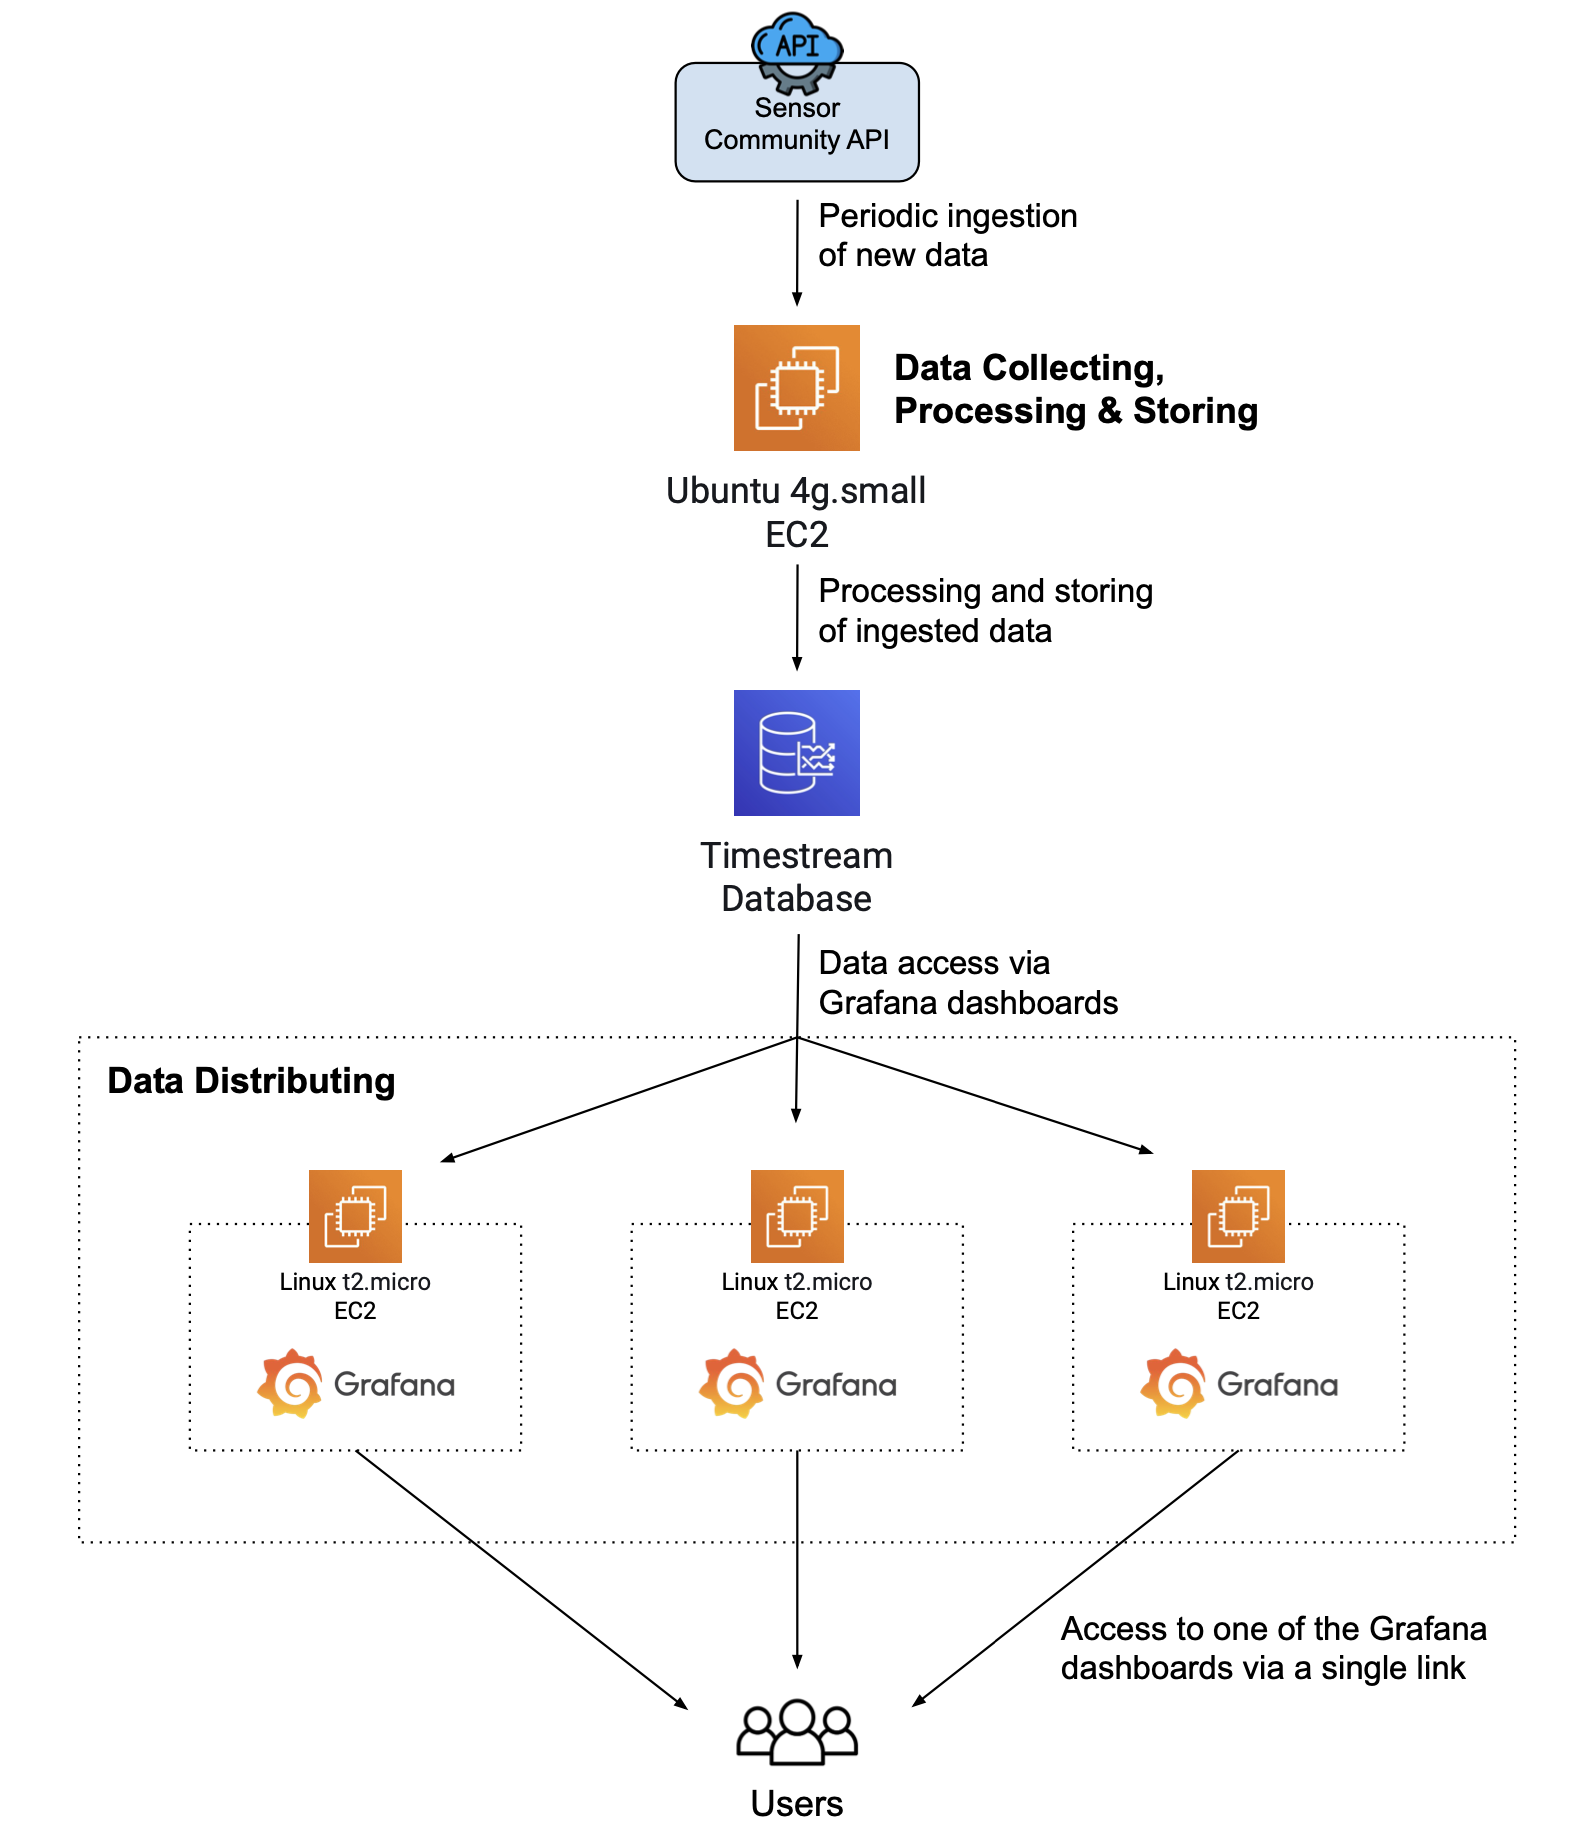 API
Sensor
Community API
Periodic ingestion
of new data
Data Collecting,
Processing & Storing
Ubuntu 4g.small
EC2
Processing and storing
of ingested data
Timestream
Database
Data access via
Grafana dashboards
Data Distributing
Linux t2.micro
EC2
Grafana
Linux t2.micro
EC2
Grafana
Linux t2.micro
EC2
Grafana
Access to one of the Grafana
dashboards via a single link
Users